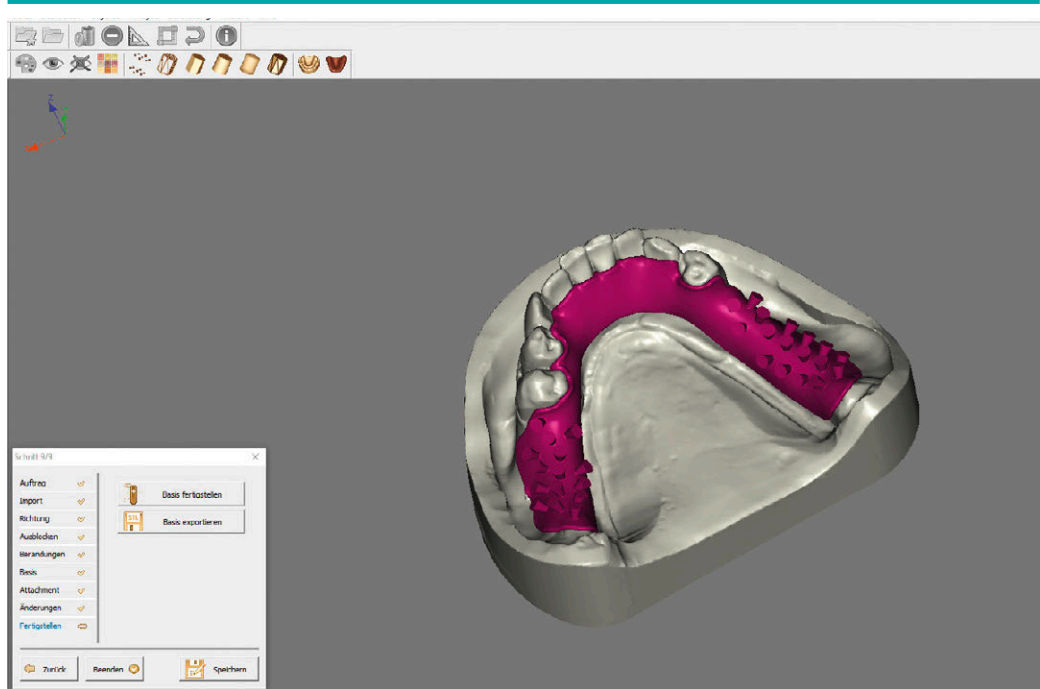 Z
Schritt 9/9
Auftrag
Import
Richtung
Ausblocken
Berandungen
Basis
Attachment
Änderungen
Fertigstellen
Basis fertigstellen
STL
Basis exportieren
Zurück
Beenden
Speichern